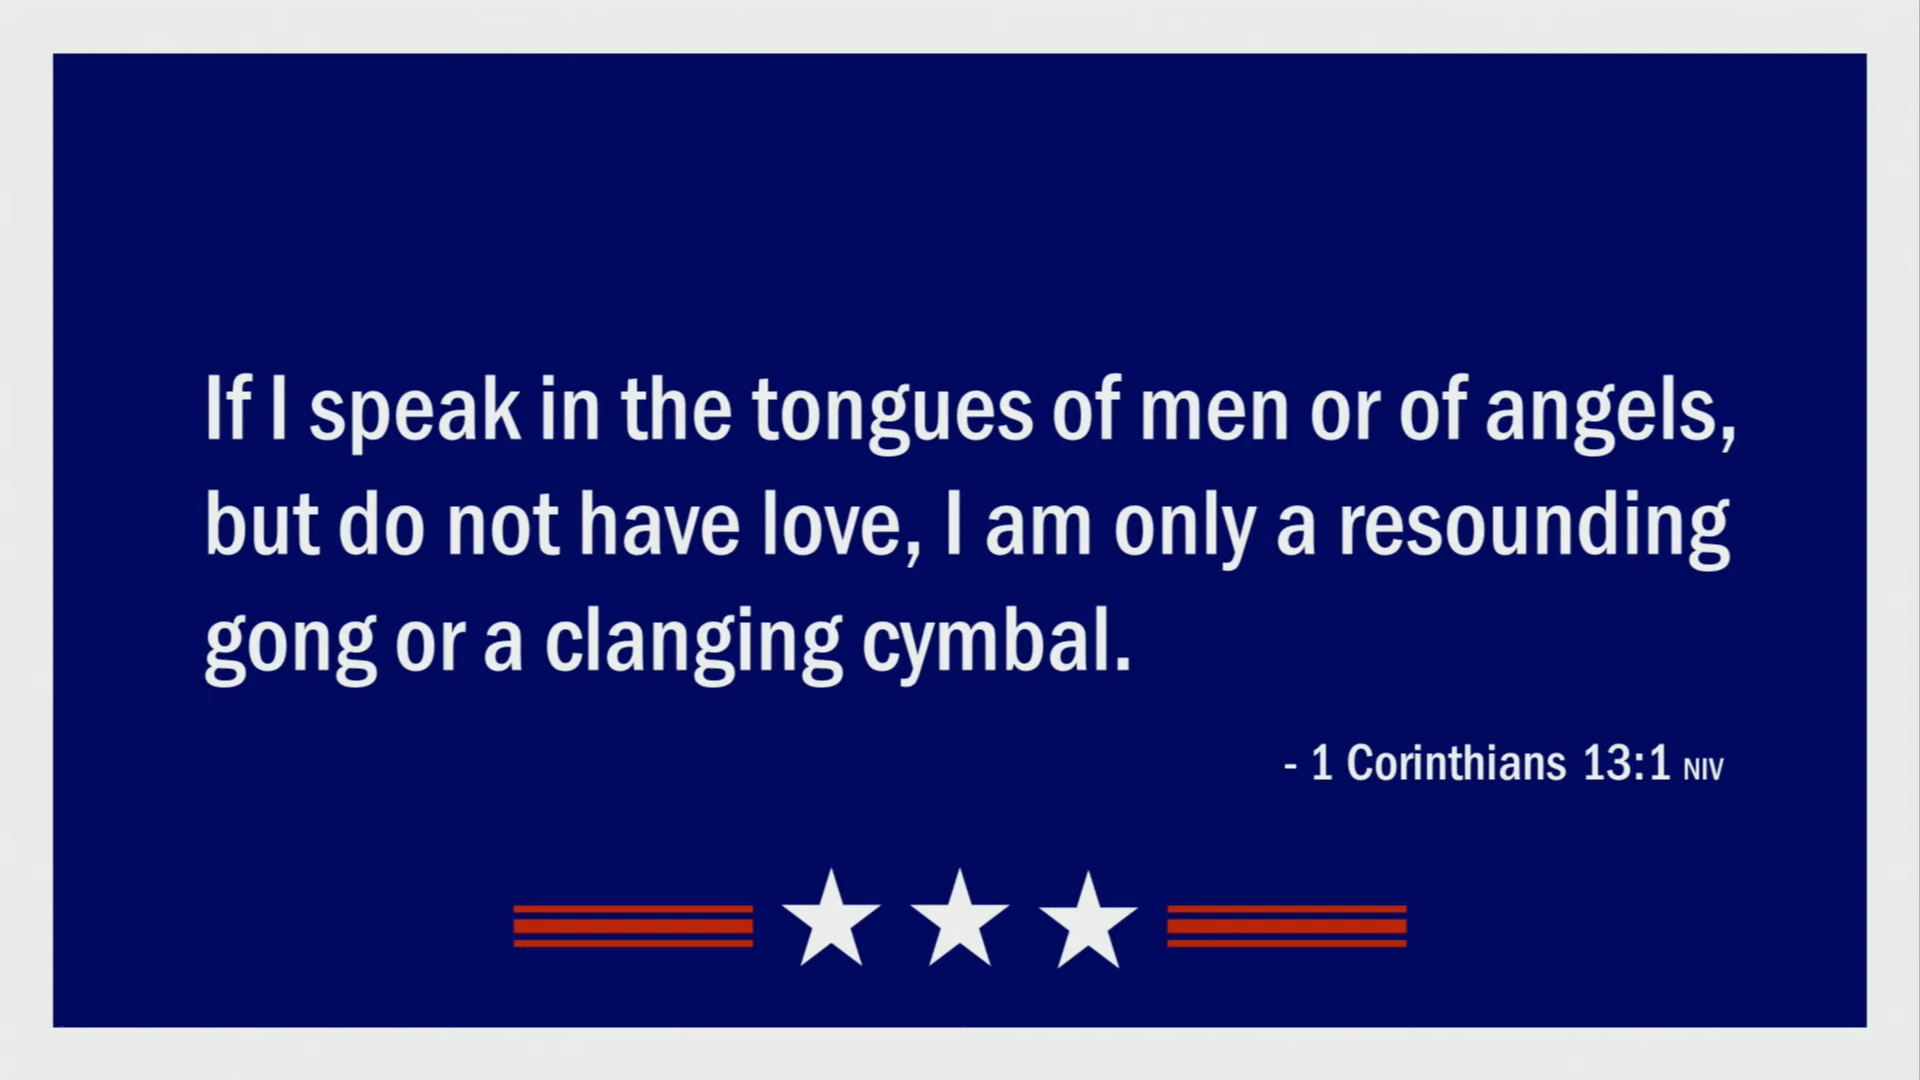 If I speak in the tongues of men or of angels,
but do not have love, I am only a resounding
gong or a clanging cymbal.
- 1 Corinthians 13:1 NIV